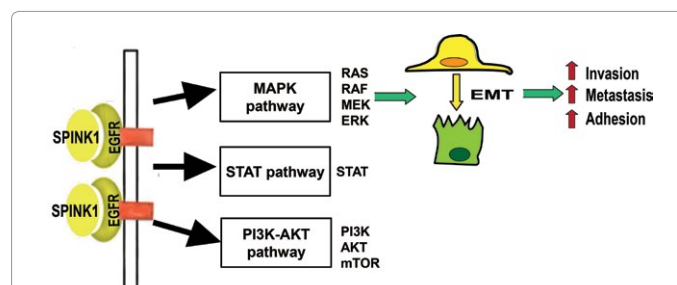 SPINK1
EGFR
SPINK1
EGFR
MAPK
pathway
RAS
RAF
MEK
ERK
STAT pathway
STAT
PI3K-AKT
pathway
PI3K
AKT
mTOR
EMT
Invasion
Metastasis
Adhesion